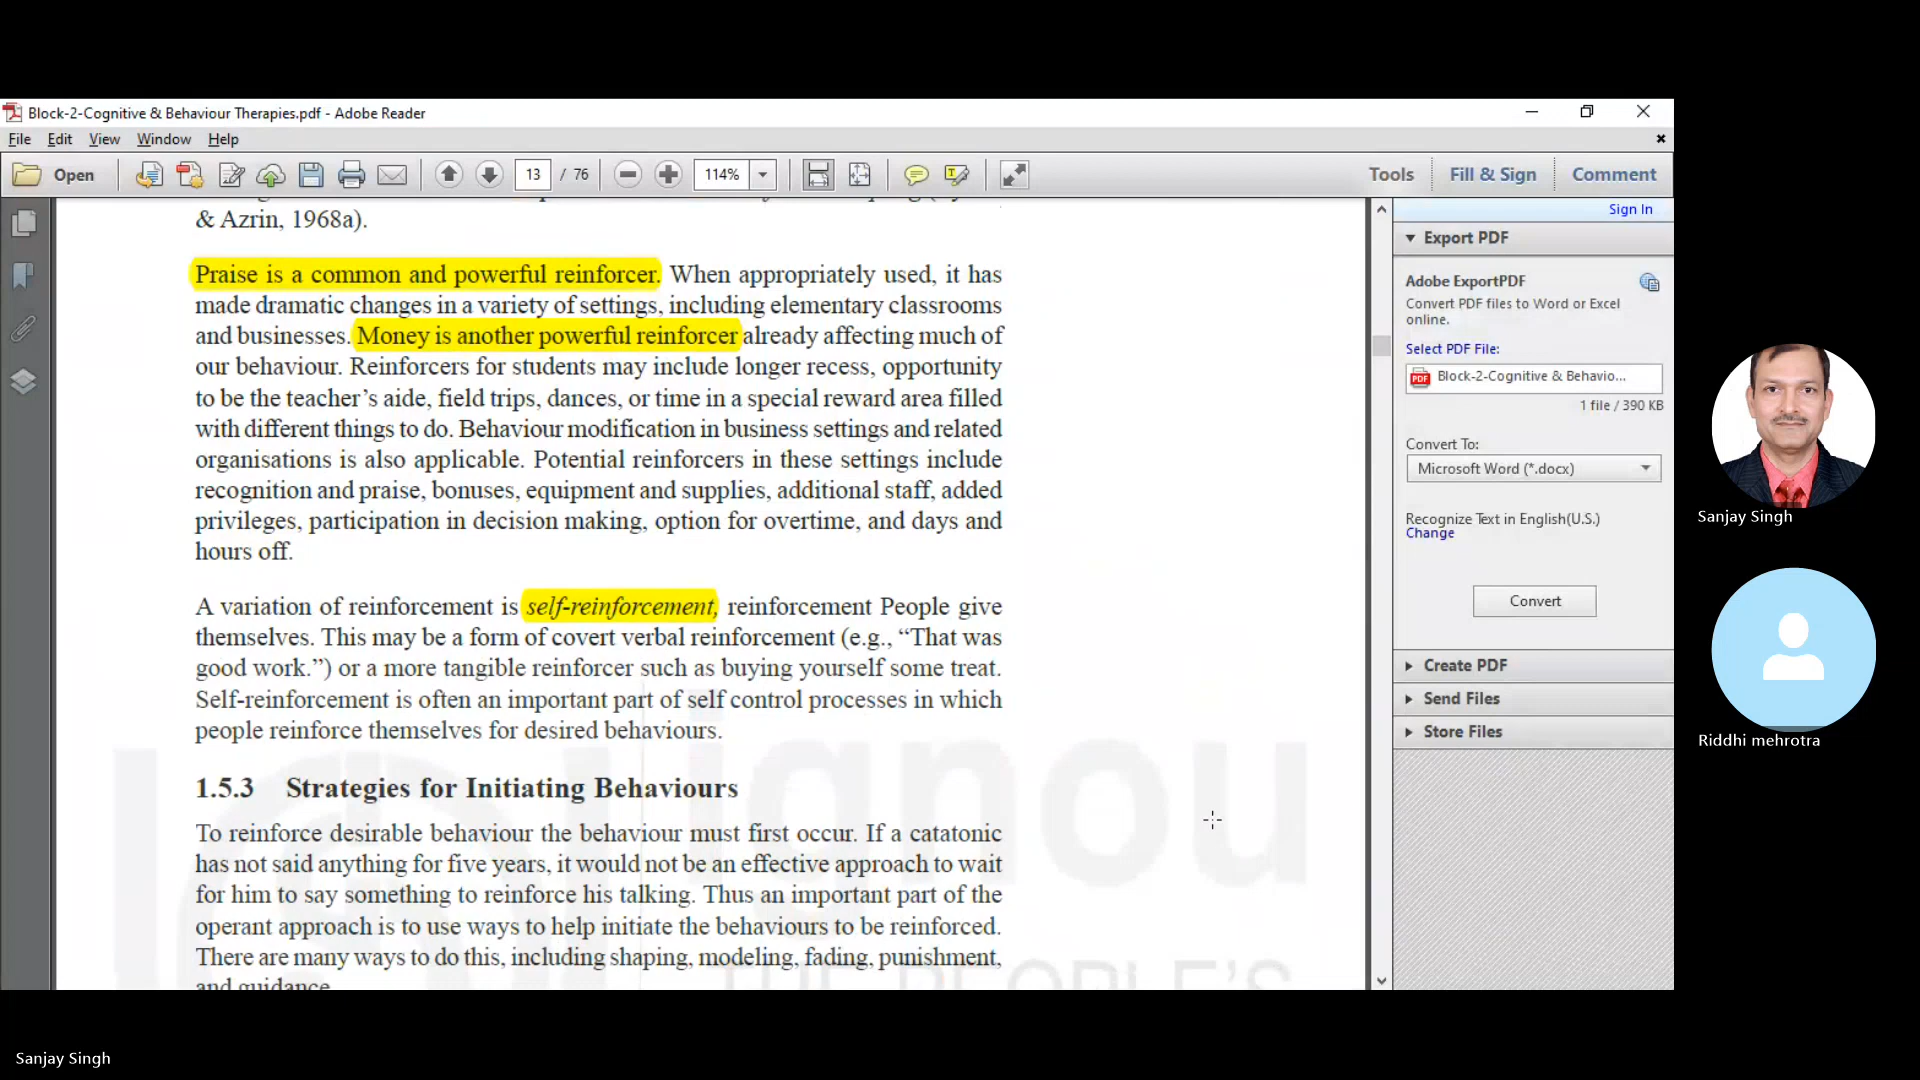 Block-2-Cognitive & Behaviour Therapies.pdf - Adobe Reader
File Edit View Window Help
Open 13 / 76 114% Tools Fill & Sign Comment
& Azrin, 1968a).
Praise is a common and powerful reinforcer. When appropriately used, it has
made dramatic changes in a variety of settings, including elementary classrooms
and businesses. Money is another powerful reinforcer already affecting much of
our behaviour. Reinforcers for students may include longer recess, opportunity
to be the teacher's aide, field trips, dances, or time in a special reward area filled
with different things to do. Behaviour modification in business settings and related
organisations is also applicable. Potential reinforcers in these settings include
recognition and praise, bonuses, equipment and supplies, additional staff, added
privileges, participation in decision making, option for overtime, and days and
hours off.
A variation of reinforcement is self-reinforcement, reinforcement People give
themselves. This may be a form of covert verbal reinforcement (e.g., “That was
good work.”) or a more tangible reinforcer such as buying yourself some treat.
Self-reinforcement is often an important part of self control processes in which
people reinforce themselves for desired behaviours.
1.5.3 Strategies for Initiating Behaviours
To reinforce desirable behaviour the behaviour must first occur. If a catatonic
has not said anything for five years, it would not be an effective approach to wait
for him to say something to reinforce his talking. Thus an important part of the
operant approach is to use ways to help initiate the behaviours to be reinforced.
There are many ways to do this, including shaping, modeling, fading, punishment,
and guidance.
ignou
THE PEOPLE'S
Sign In
Export PDF
Adobe ExportPDF
Convert PDF files to Word or Excel
online.
Select PDF File:
PDF Block-2-Cognitive & Behavio...
1 file / 390 KB
Convert To:
Microsoft Word (*.docx)
Recognize Text in English(U.S.)
Change
Convert
Create PDF
Send Files
Store Files
Sanjay Singh
Riddhi mehrotra
Sanjay Singh